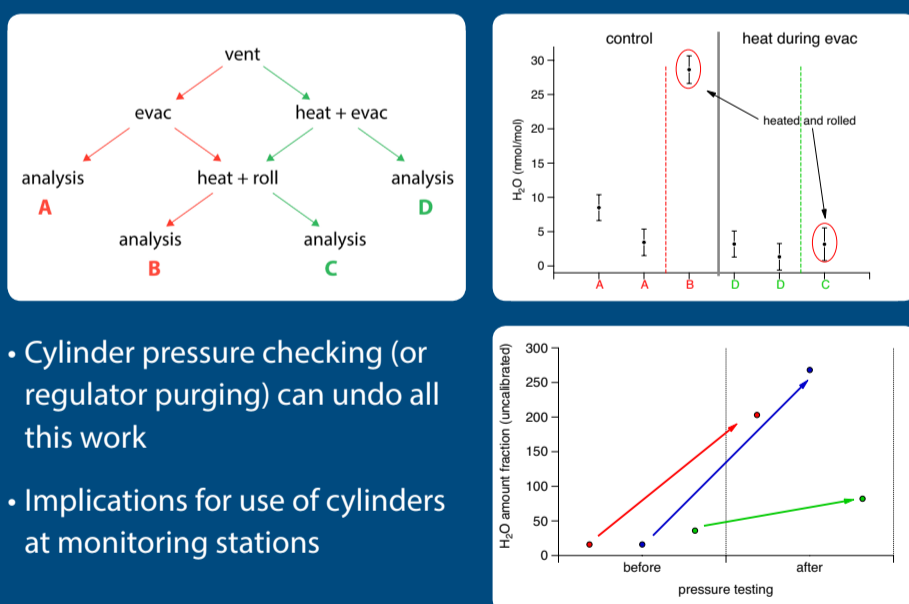 vent
evac
heat + evac
analysis
heat + roll
analysis
A
D
analysis
analysis
B
C
control
heat during evac
H₂O (nmol/mol)
30
25
20
15
10
5
0
heated and rolled
A
A
B
D
D
C
• Cylinder pressure checking (or
regulator purging) can undo all
this work
• Implications for use of cylinders
at monitoring stations
H₂O amount fraction (uncalibrated)
300
250
200
150
100
50
0
before
after
pressure testing